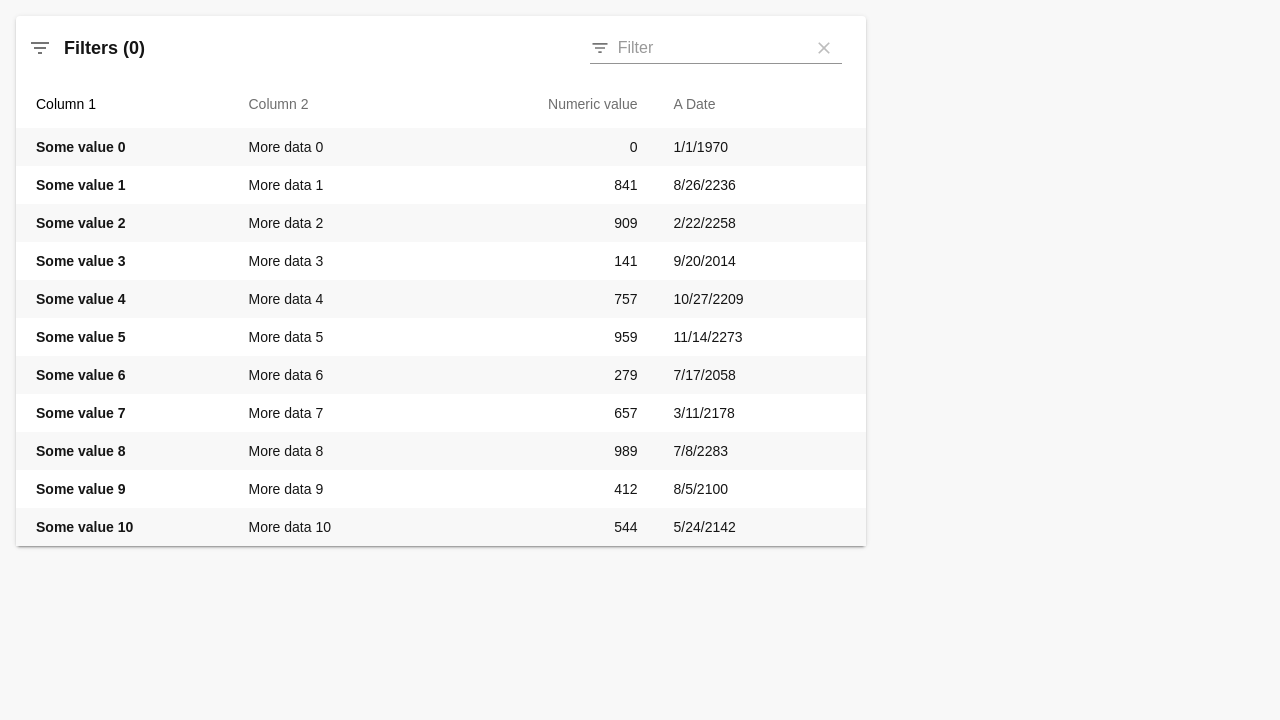 Filters (0) Filter
Column 1 Column 2 Numeric value A Date
Some value 0 More data 0 0 1/1/1970
Some value 1 More data 1 841 8/26/2236
Some value 2 More data 2 909 2/22/2258
Some value 3 More data 3 141 9/20/2014
Some value 4 More data 4 757 10/27/2209
Some value 5 More data 5 959 11/14/2273
Some value 6 More data 6 279 7/17/2058
Some value 7 More data 7 657 3/11/2178
Some value 8 More data 8 989 7/8/2283
Some value 9 More data 9 412 8/5/2100
Some value 10 More data 10 544 5/24/2142